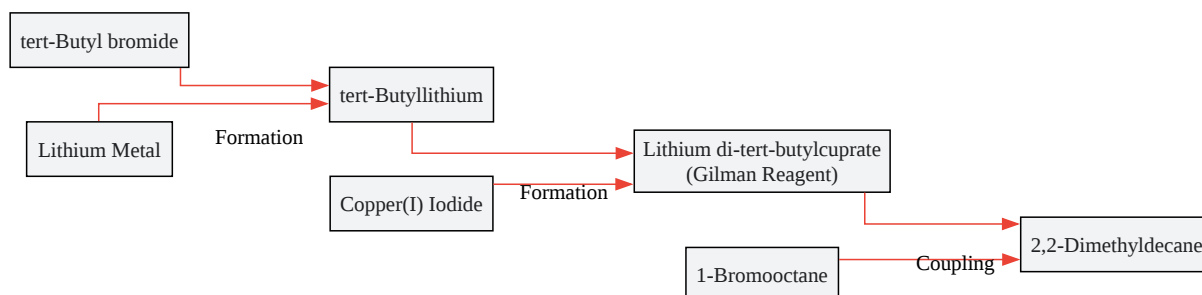 tert-Butyl bromide
Lithium Metal
Formation
tert-Butyllithium
Copper(I) Iodide
Formation
Lithium di-tert-butylcuprate
(Gilman Reagent)
1-Bromooctane
Coupling
2,2-Dimethyldecane